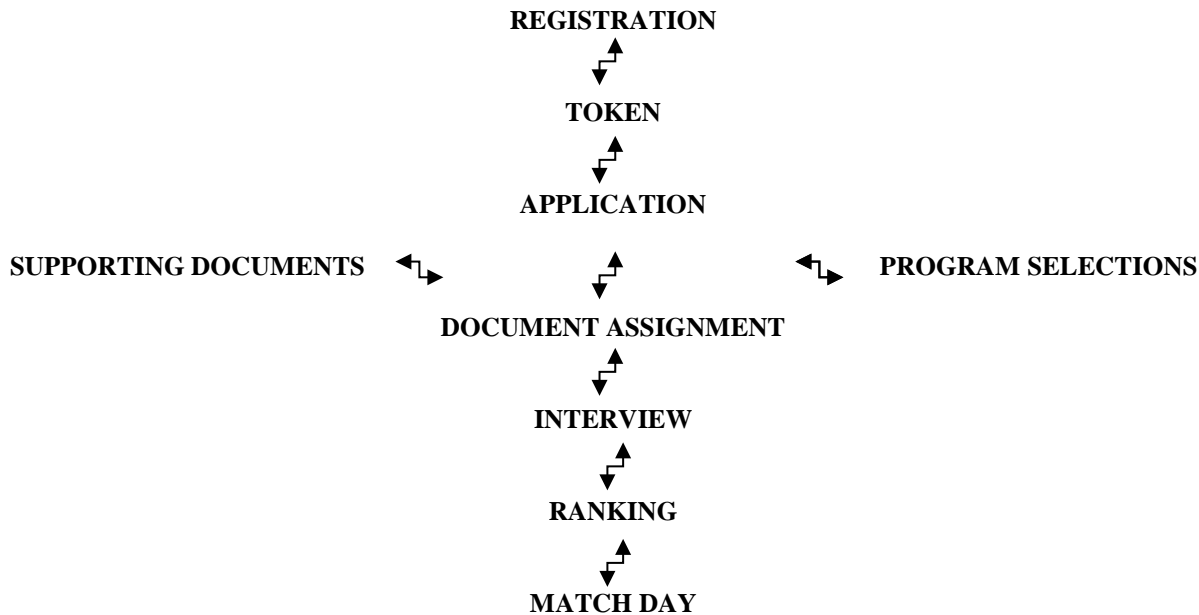 REGISTRATION
TOKEN
APPLICATION
SUPPORTING DOCUMENTS PROGRAM SELECTIONS
DOCUMENT ASSIGNMENT
INTERVIEW
RANKING
MATCH DAY